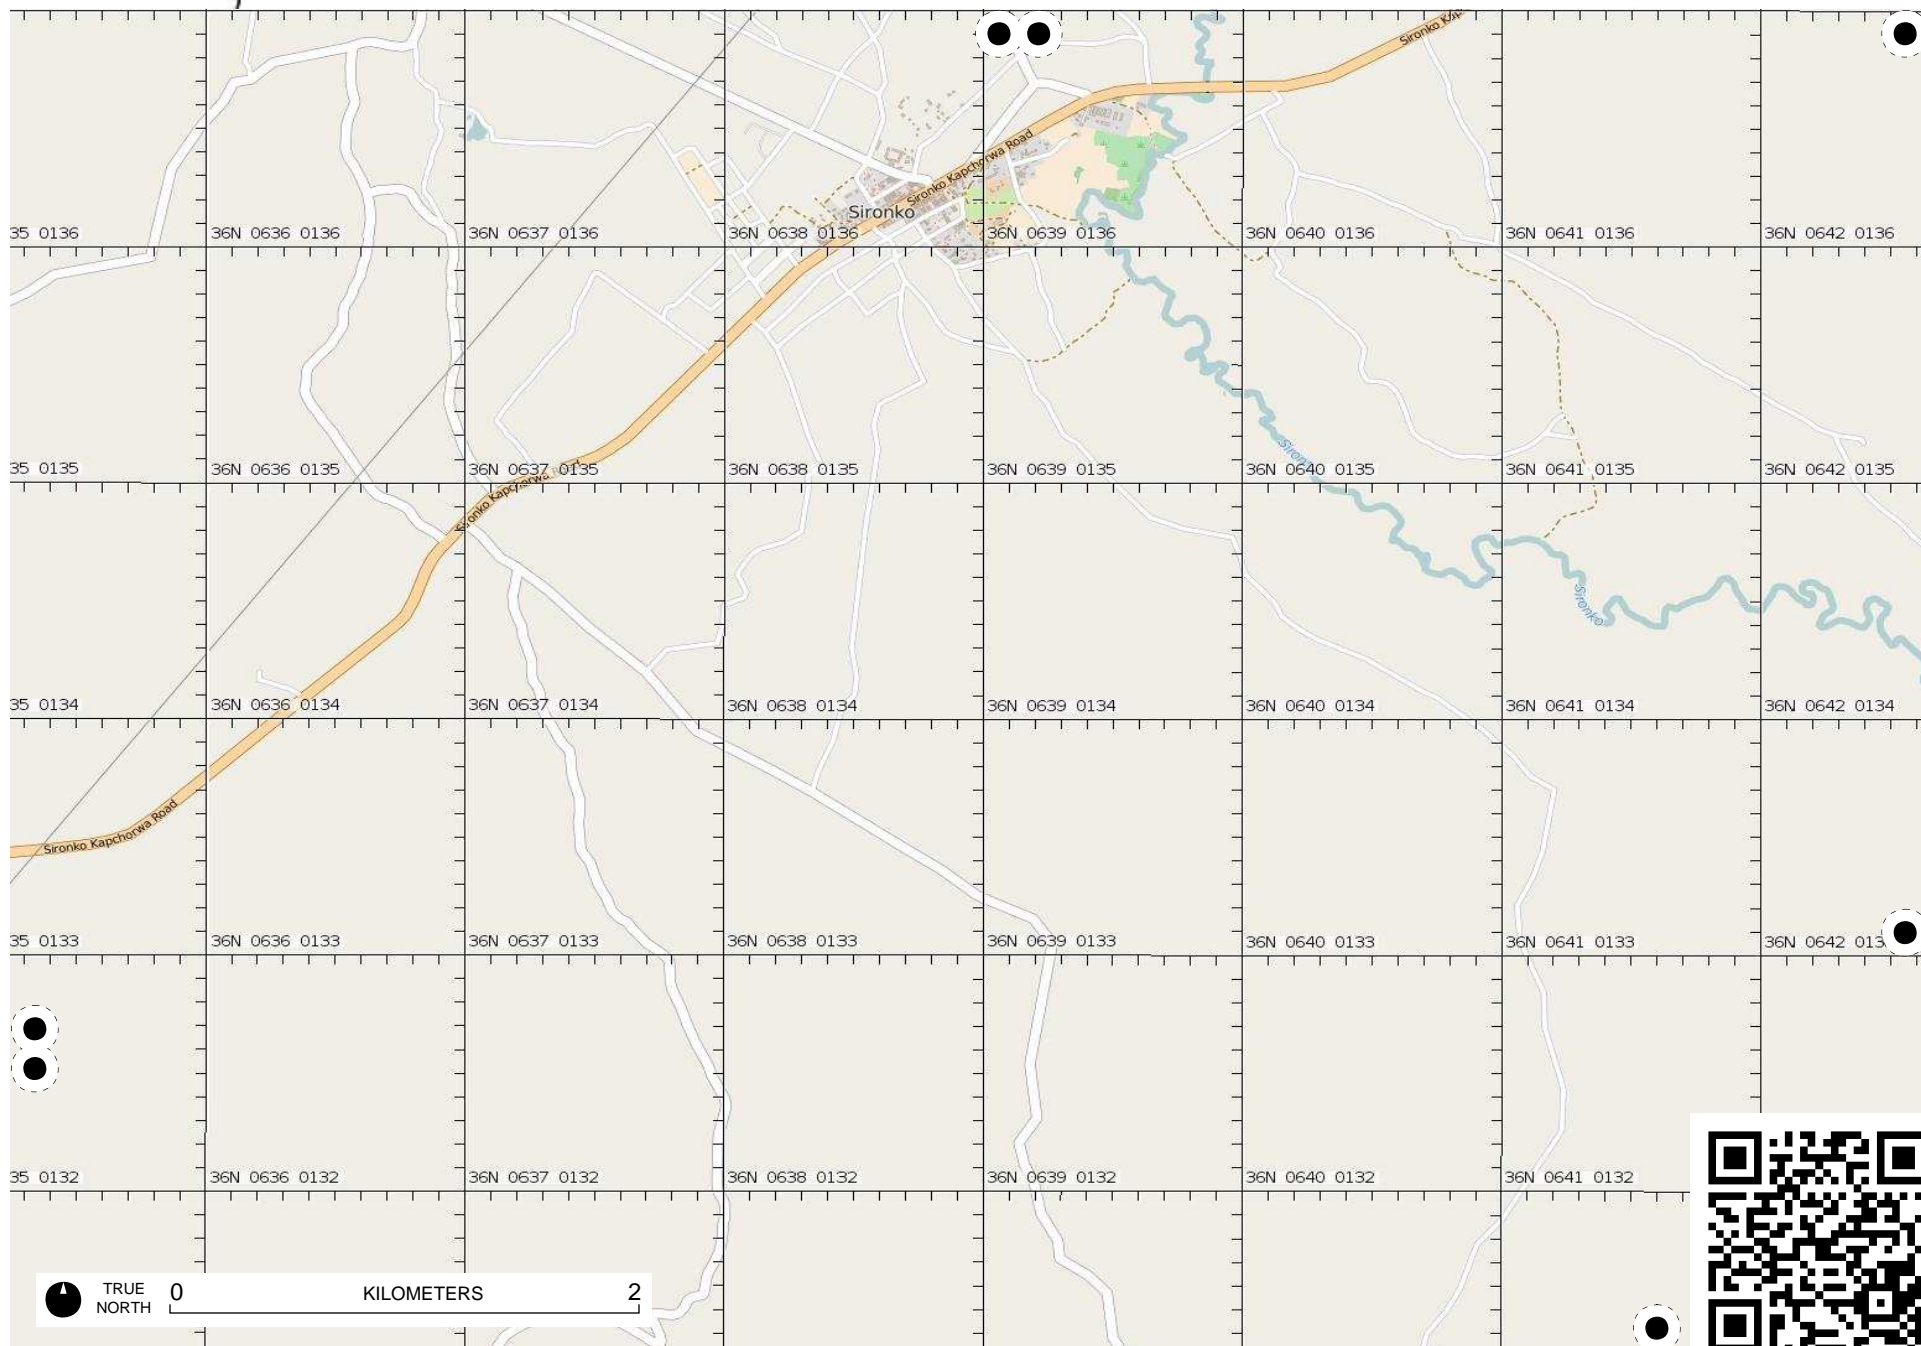 Sironko Kap
Sironko Kapchorwa Road
Sironko
35 0136
36N 0636 0136
36N 0637 0136
36N 0638 0136
36N 0639 0136
36N 0640 0136
36N 0641 0136
36N 0642 0136
Sironko
35 0135
36N 0636 0135
36N 0637 0135
36N 0638 0135
36N 0639 0135
36N 0640 0135
36N 0641 0135
36N 0642 0135
Sironko Kapchorwa Road
Sironko
35 0134
36N 0636 0134
36N 0637 0134
36N 0638 0134
36N 0639 0134
36N 0640 0134
36N 0641 0134
36N 0642 0134
Sironko Kapchorwa Road
35 0133
36N 0636 0133
36N 0637 0133
36N 0638 0133
36N 0639 0133
36N 0640 0133
36N 0641 0133
36N 0642 013
35 0132
36N 0636 0132
36N 0637 0132
36N 0638 0132
36N 0639 0132
36N 0640 0132
36N 0641 0132
TRUE NORTH
0 KILOMETERS 2